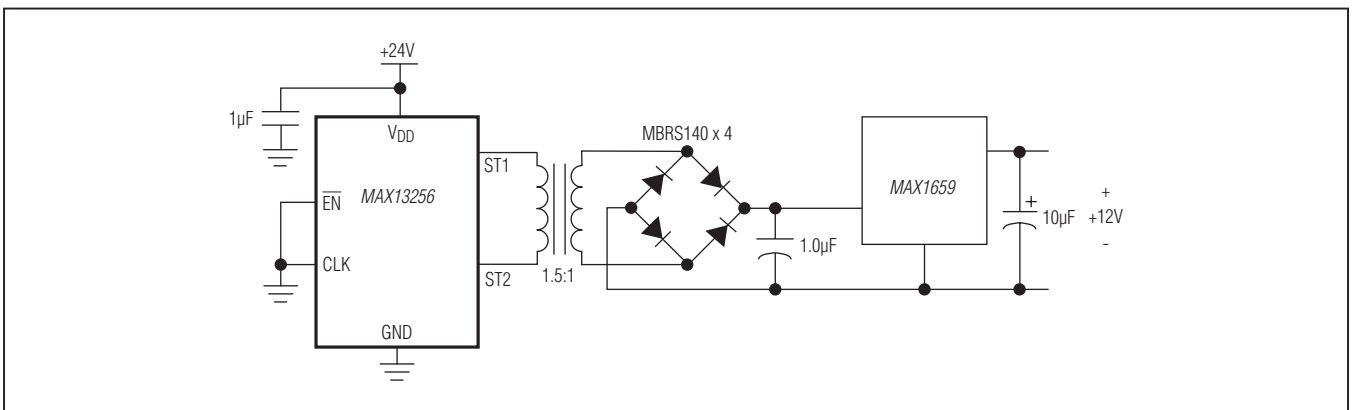 +24V
1µF
VDD
ST1
MAX13256
EN
CLK
ST2
GND
1.5:1
MBRS140 x 4
1.0µF
MAX1659
+
10µF
+
+12V
-